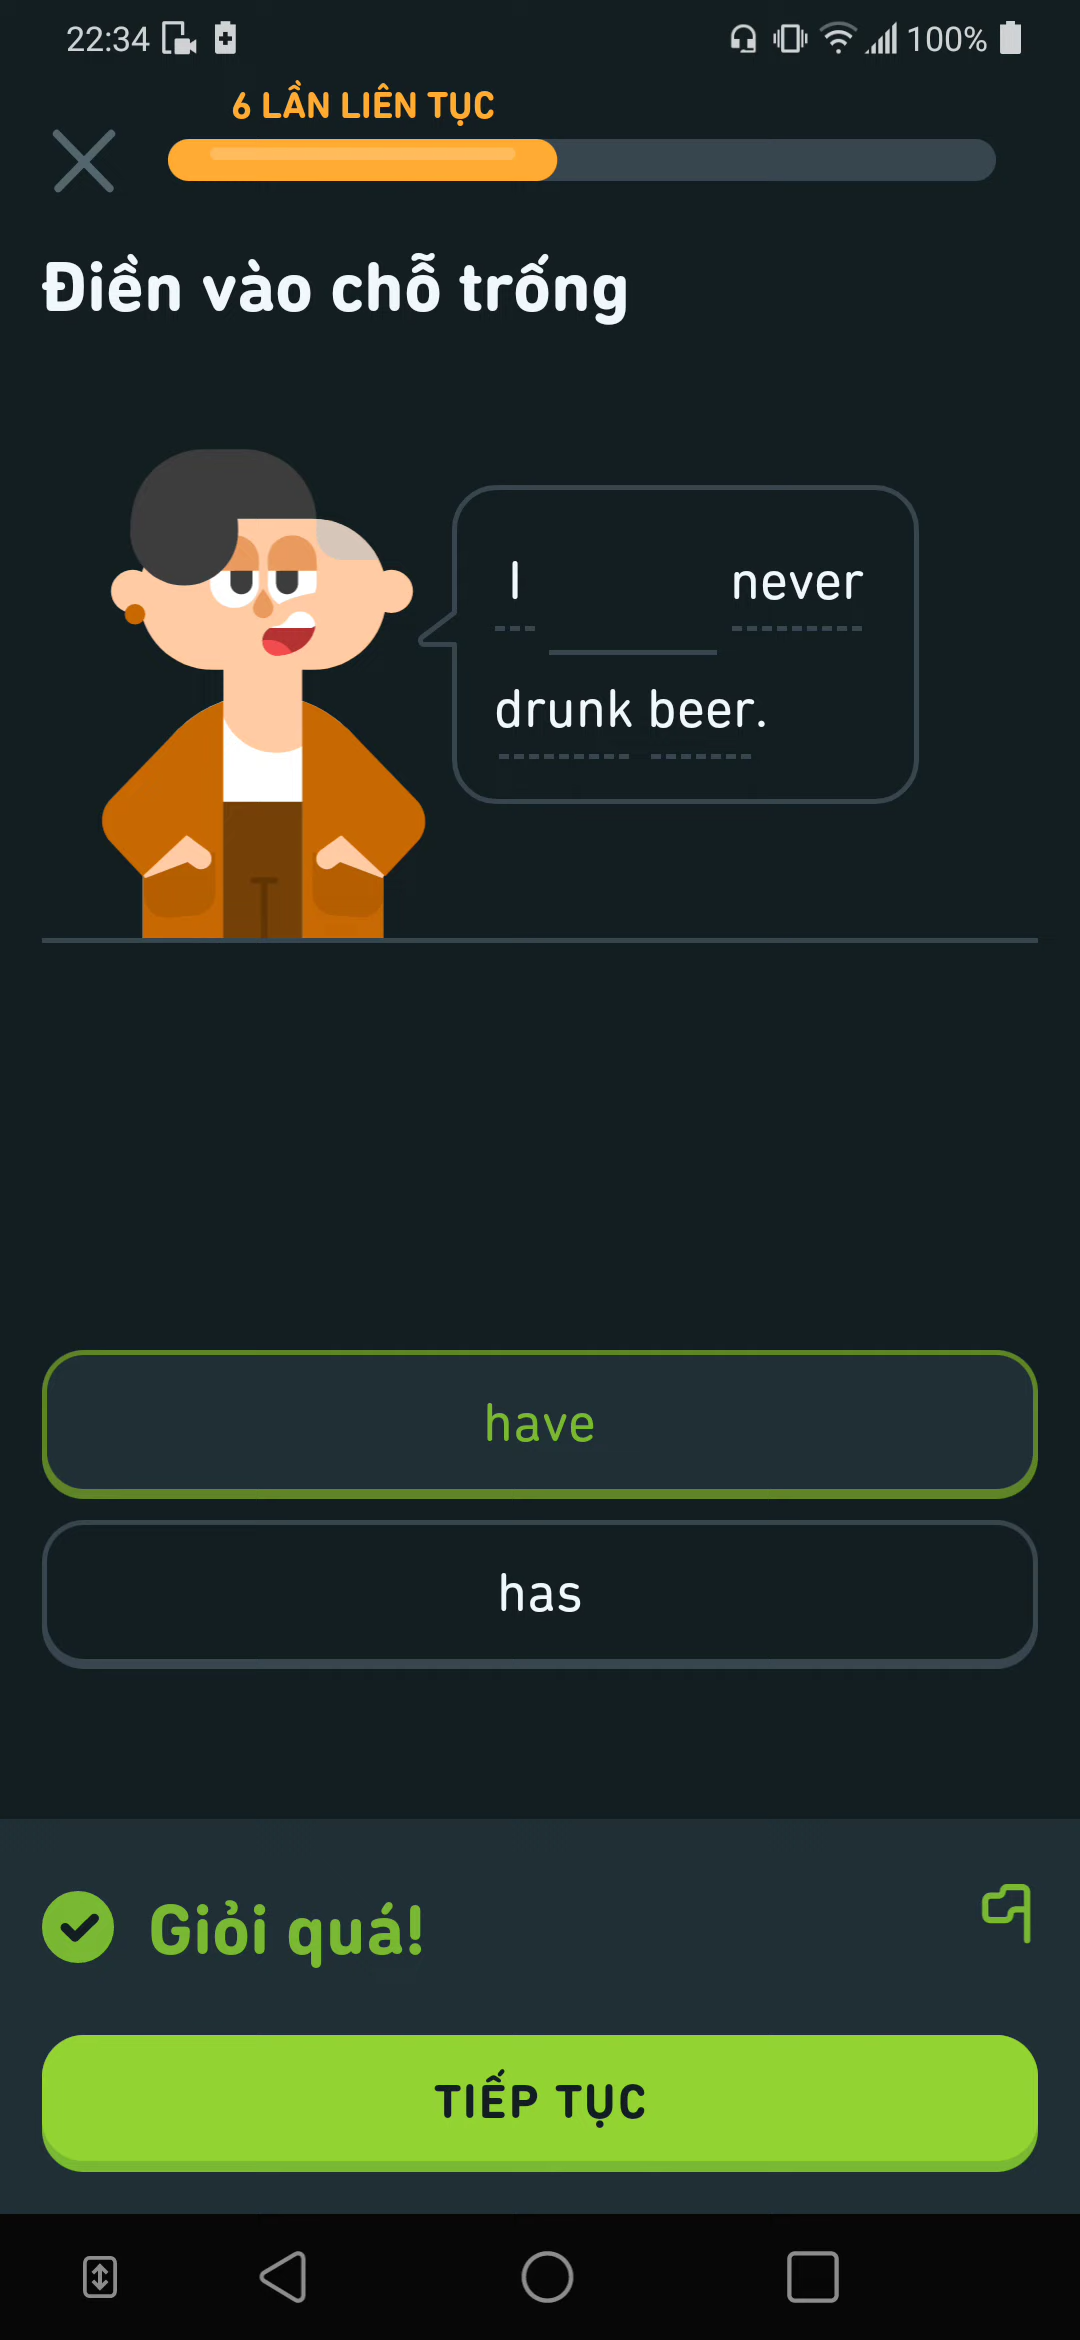 22:34
100%
6 LẦN LIÊN TỤC
Điền vào chỗ trống
I never
drunk beer.
have
has
Giỏi quá!
TIẾP TỤC